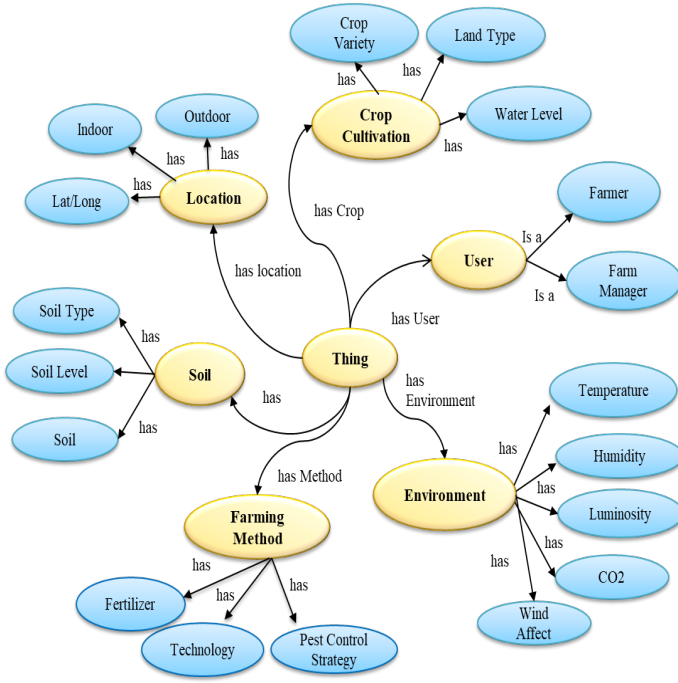 Crop
Variety
Land Type
has
has
Crop
Cultivation
Water Level
has
Outdoor
Indoor
has
has
Lat/Long
has
Location
has Crop
has location
Farmer
Is a
User
Farm
Manager
Is a
has User
Soil Type
has
Soil Level
Soil
has
Soil
has
Thing
has
Environment
Temperature
has
Humidity
has
Environment
Luminosity
has
has
CO2
Wind
Affect
has Method
Farming
Method
has
has
has
Fertilizer
Technology
Pest Control
Strategy